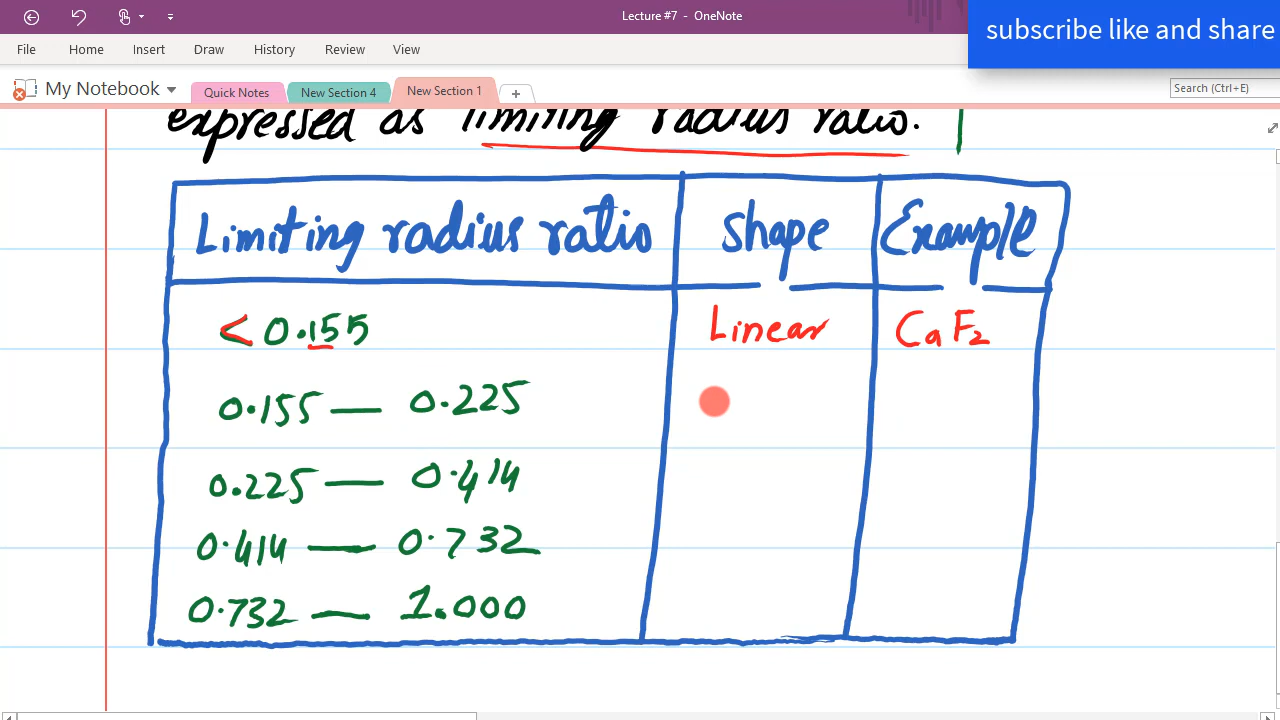 Lecture #7 - OneNote
subscribe like and share
File Home Insert Draw History Review View
My Notebook Quick Notes New Section 4 New Section 1
Search (Ctrl+E)
expressed as limiting radius ratio.
Limiting radius ratio Shape Example
< 0.155 Linear CaF2
0.155 — 0.225
0.225 — 0.414
0.414 — 0.732
0.732 — 1.000